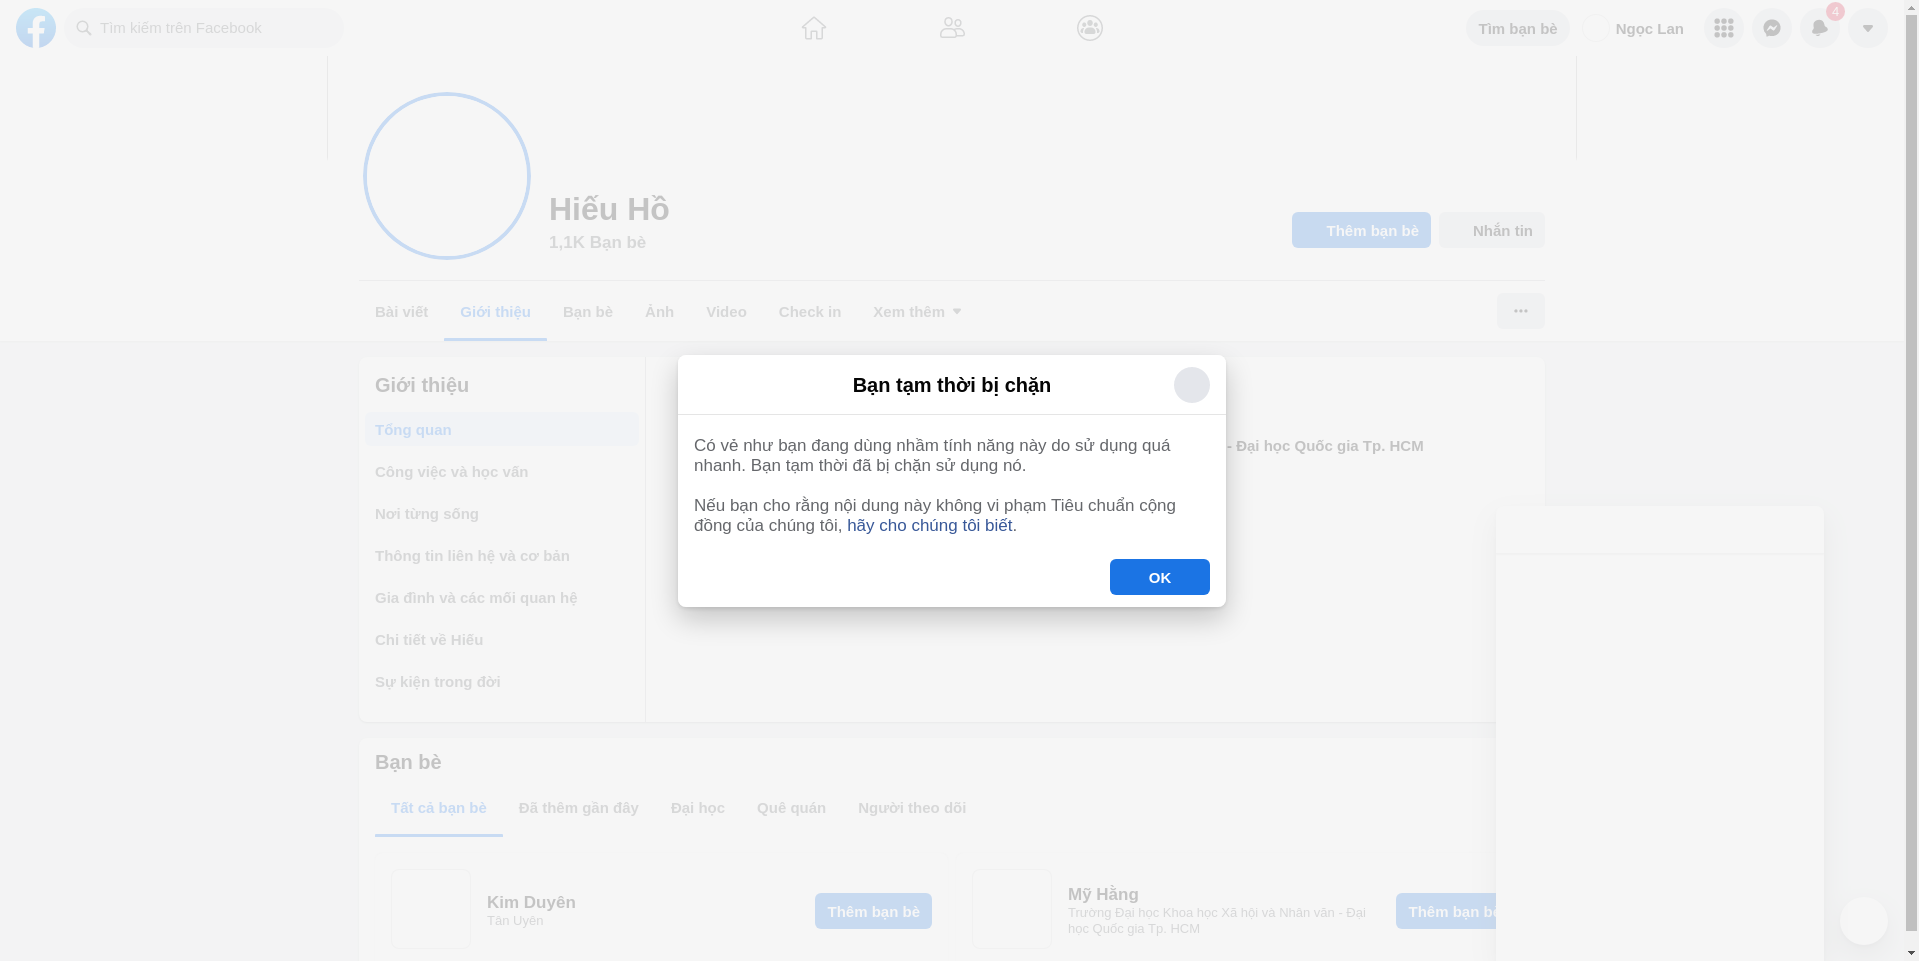 Tìm kiếm trên Facebook
Tìm bạn bè
Ngọc Lan
4
Hiếu Hồ
1,1K Bạn bè
Thêm bạn bè
Nhắn tin
Bài viết
Giới thiệu
Bạn bè
Ảnh
Video
Check in
Xem thêm
Giới thiệu
Tổng quan
Công việc và học vấn
Nơi từng sống
Thông tin liên hệ và cơ bản
Gia đình và các mối quan hệ
Chi tiết về Hiếu
Sự kiện trong đời
- Đại học Quốc gia Tp. HCM
Bạn tạm thời bị chặn
Có vẻ như bạn đang dùng nhầm tính năng này do sử dụng quá
nhanh. Bạn tạm thời đã bị chặn sử dụng nó.
Nếu bạn cho rằng nội dung này không vi phạm Tiêu chuẩn cộng
đồng của chúng tôi, hãy cho chúng tôi biết.
OK
Bạn bè
Tất cả bạn bè
Đã thêm gần đây
Đại học
Quê quán
Người theo dõi
Kim Duyên
Tân Uyên
Thêm bạn bè
Mỹ Hằng
Trường Đại học Khoa học Xã hội và Nhân văn - Đại
học Quốc gia Tp. HCM
Thêm bạn bè